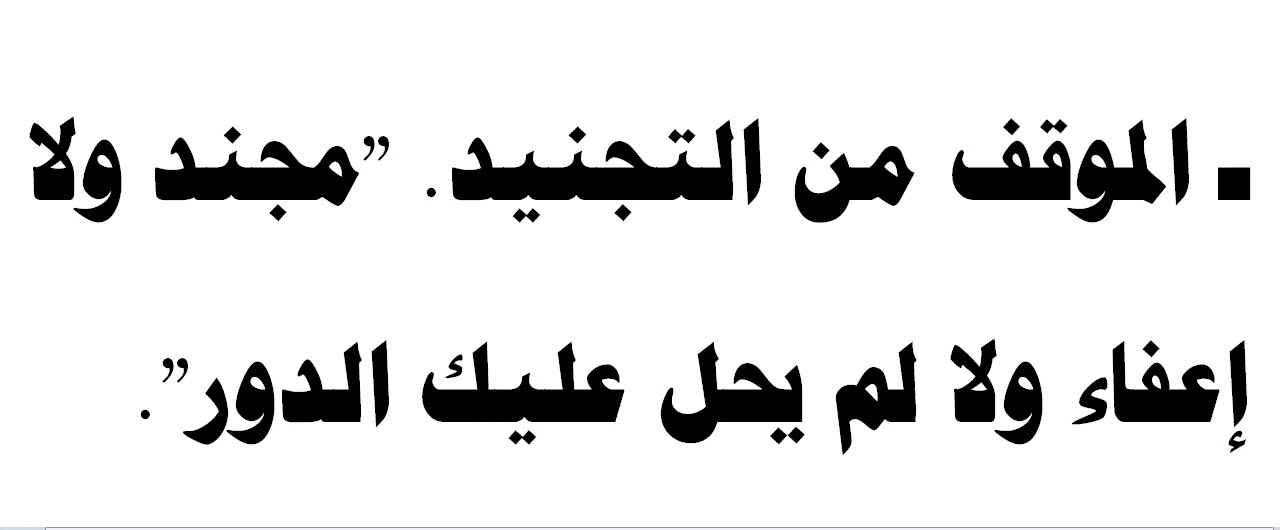 - الموقف من التجنيد. ”مجند ولا
إعفاء ولا لم يحل عليك الدور”.